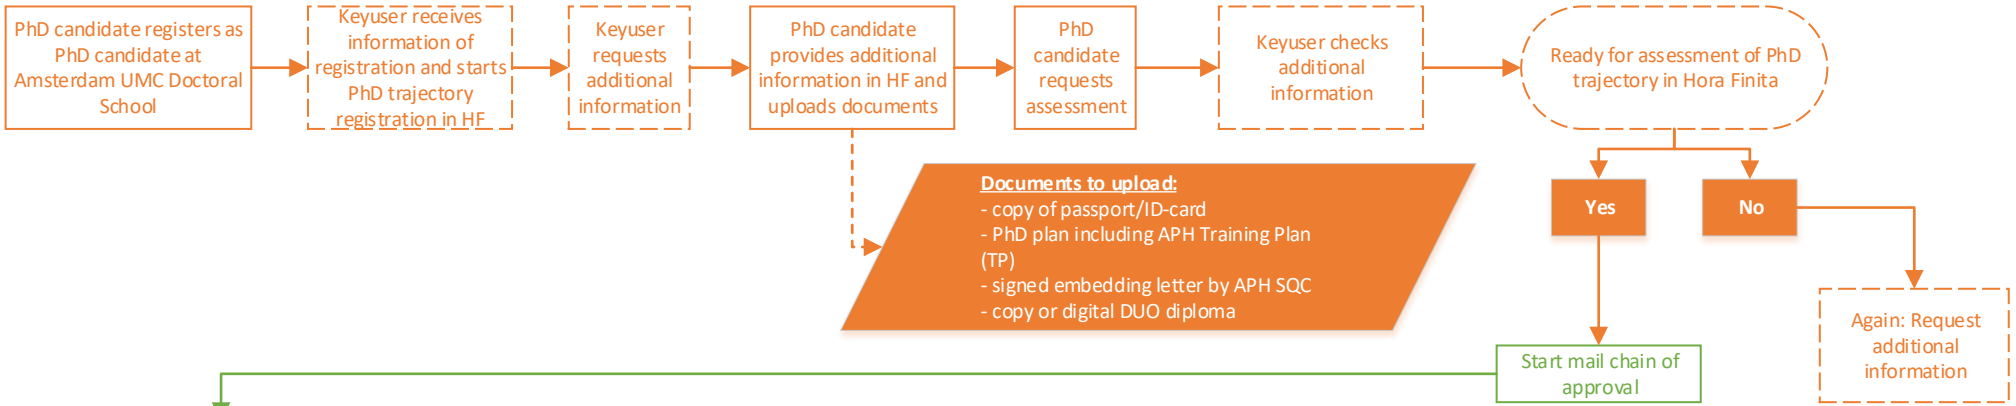 PhD candidate registers as
PhD candidate at
Amsterdam UMC Doctoral
School
Keyuser receives
information of
registration and starts
PhD trajectory
registration in HF
Keyuser
requests
additional
information
PhD candidate
provides additional
information in HF and
uploads documents
PhD
candidate
requests
assessment
Keyuser checks
additional
information
Ready for assessment of PhD
trajectory in Hora Finita
Documents to upload:
- copy of passport/ID-card
- PhD plan including APH Training Plan
(TP)
- signed embedding letter by APH SQC
- copy or digital DUO diploma
Yes
No
Again: Request
additional
information
Start mail chain of
approval